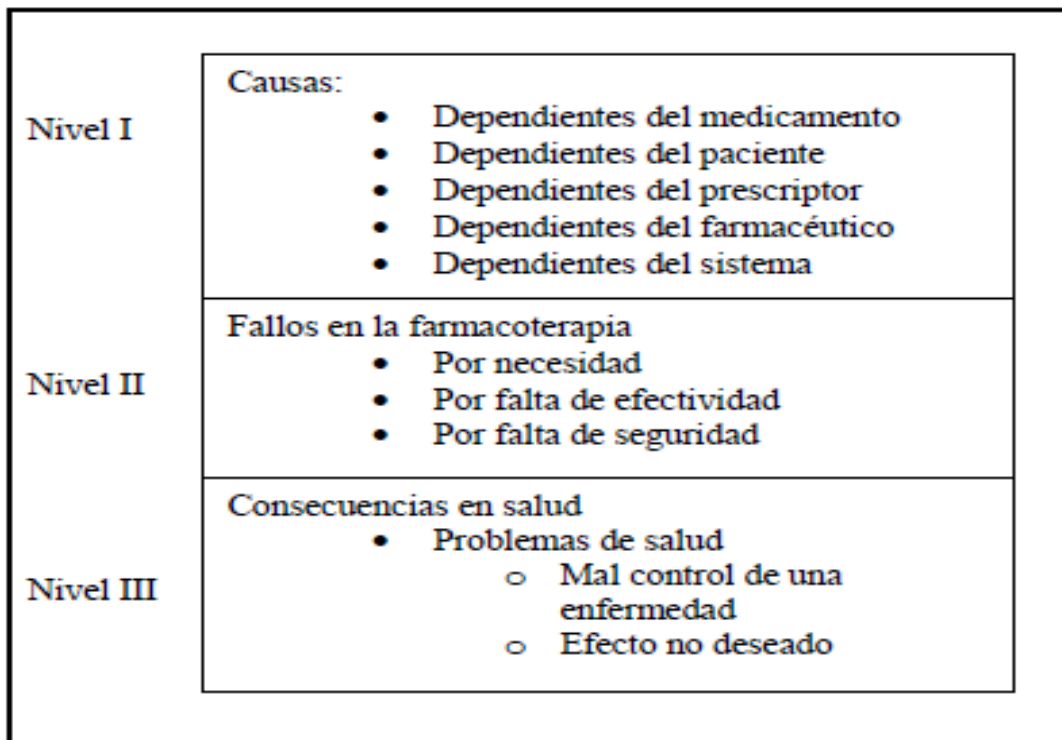 Nivel I
Causas:
• Dependientes del medicamento
• Dependientes del paciente
• Dependientes del prescriptor
• Dependientes del farmacéutico
• Dependientes del sistema
Nivel II
Fallos en la farmacoterapia
• Por necesidad
• Por falta de efectividad
• Por falta de seguridad
Nivel III
Consecuencias en salud
• Problemas de salud
o Mal control de una
enfermedad
o Efecto no deseado